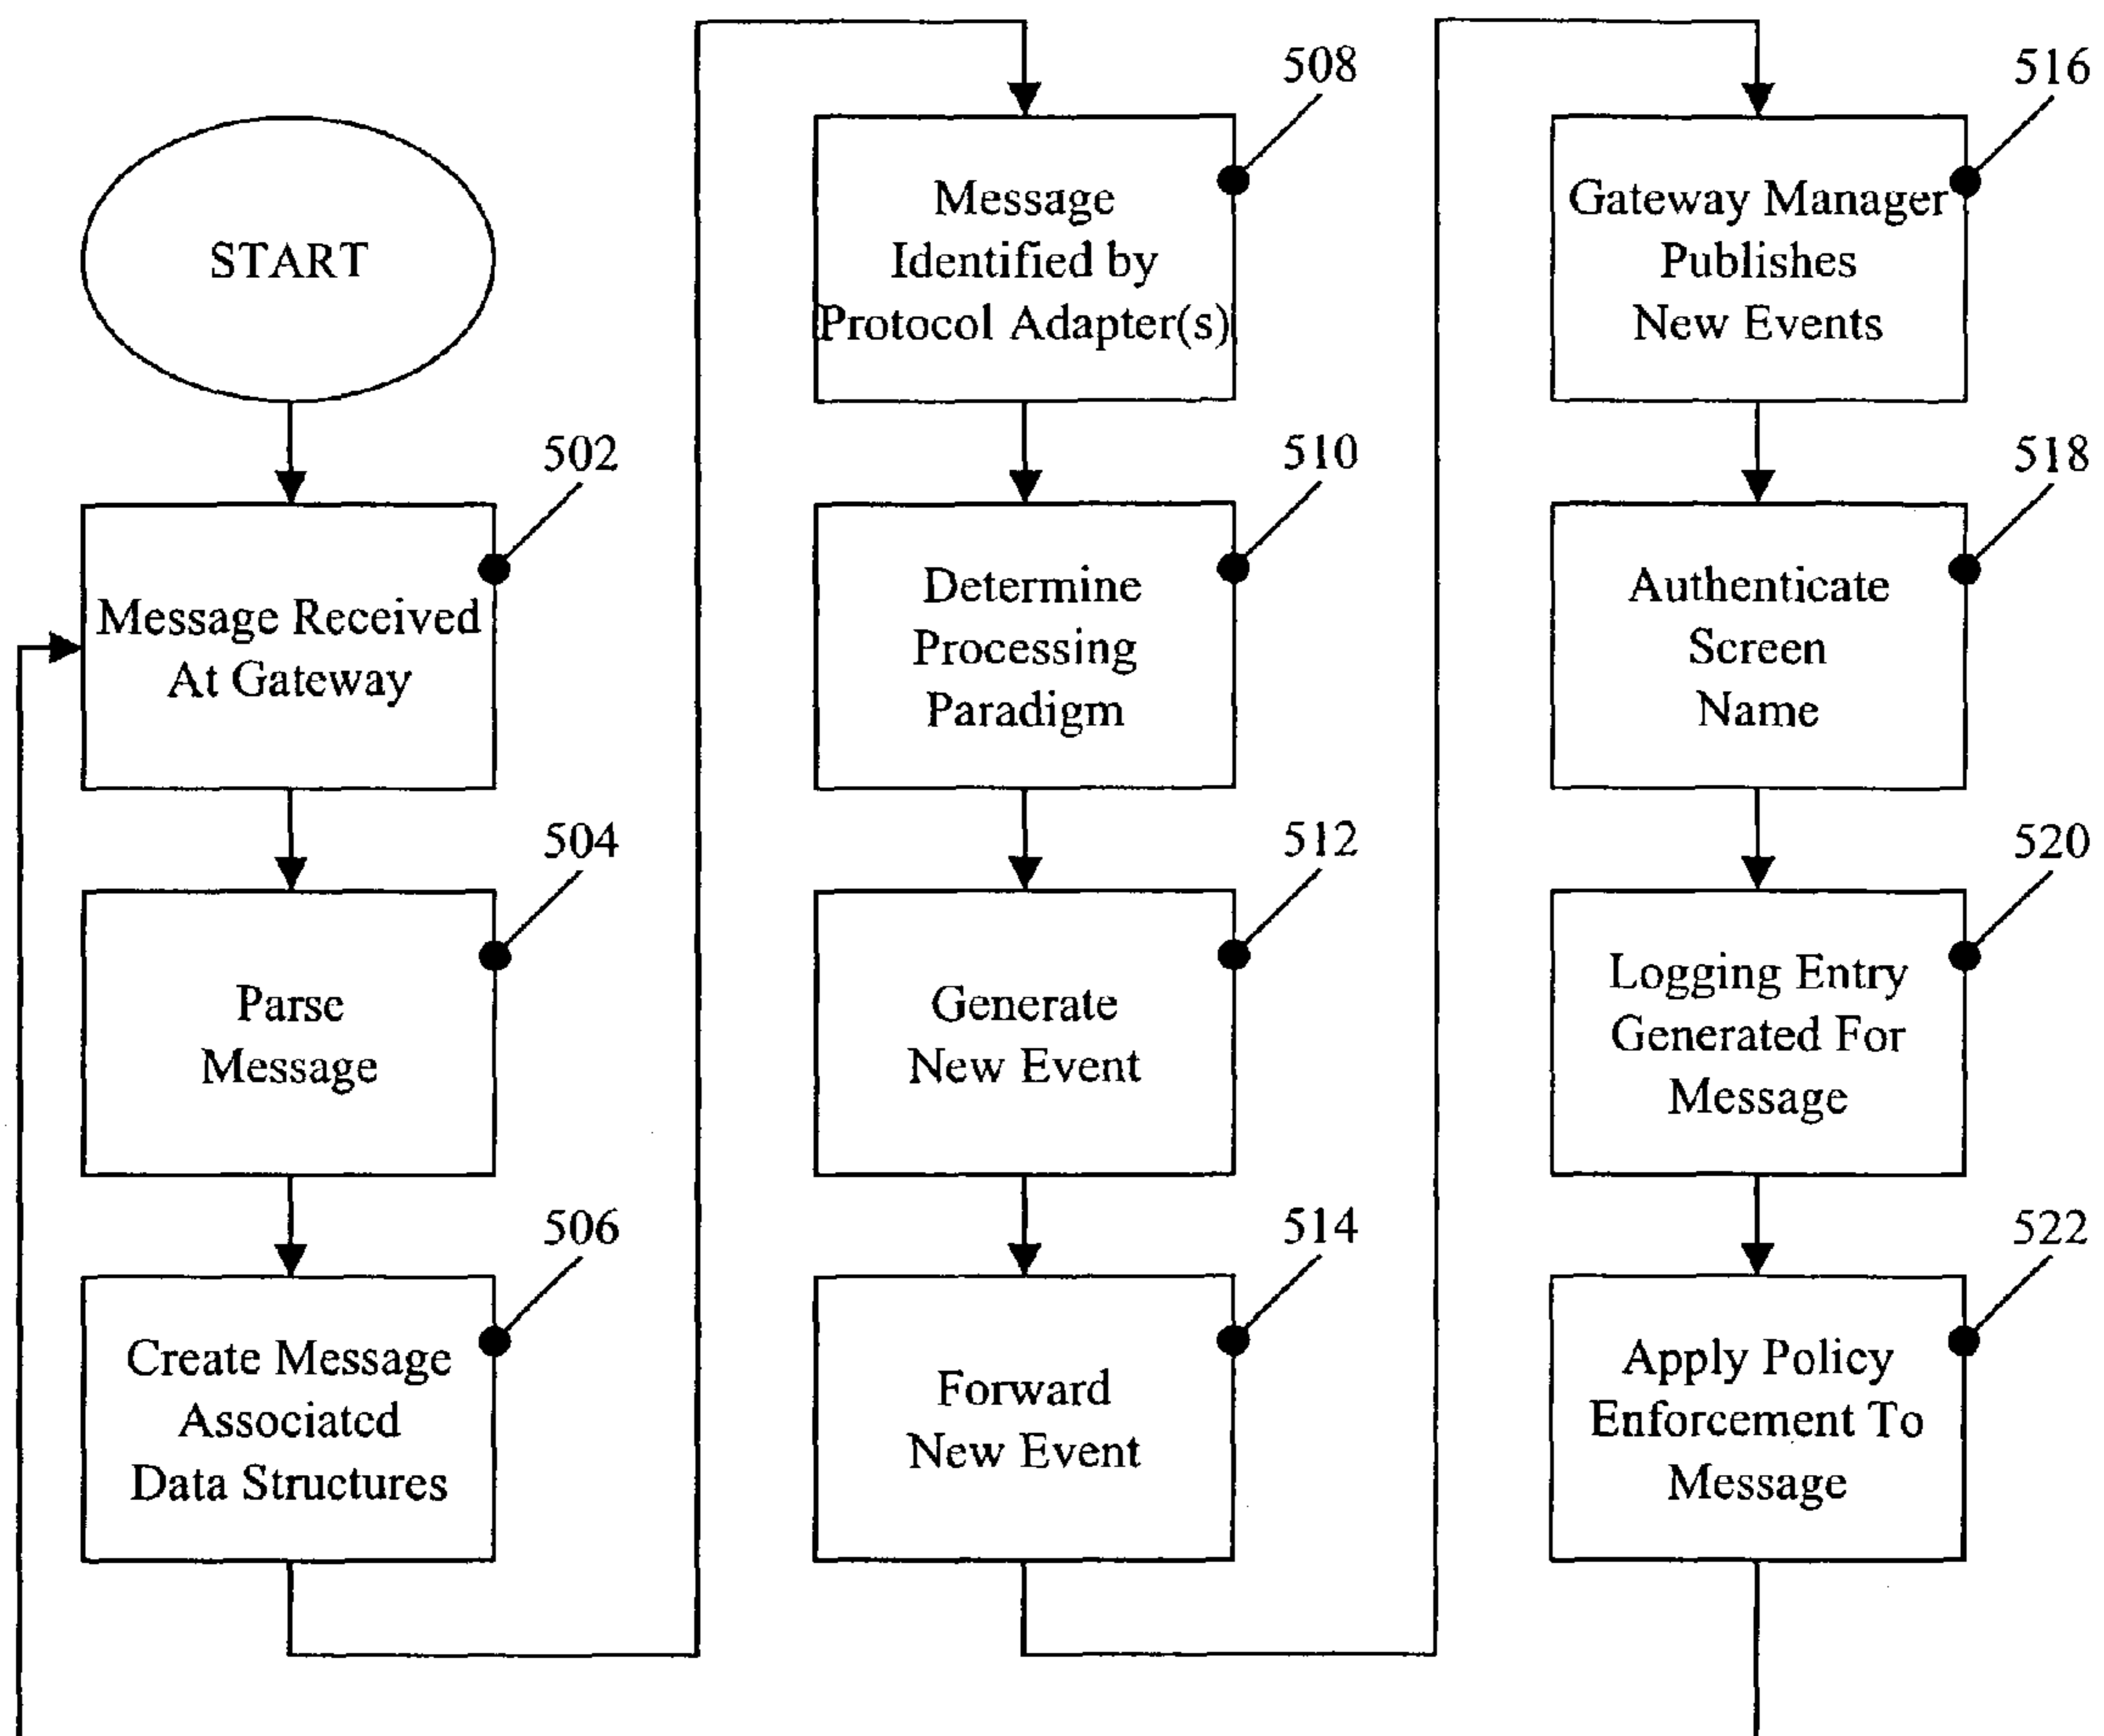 START
502
Message Received
At Gateway
504
Parse
Message
506
Create Message
Associated
Data Structures
508
Message
Identified by
Protocol Adapter(s)
510
Determine
Processing
Paradigm
512
Generate
New Event
514
Forward
New Event
516
Gateway Manager
Publishes
New Events
518
Authenticate
Screen
Name
520
Logging Entry
Generated For
Message
522
Apply Policy
Enforcement To
Message